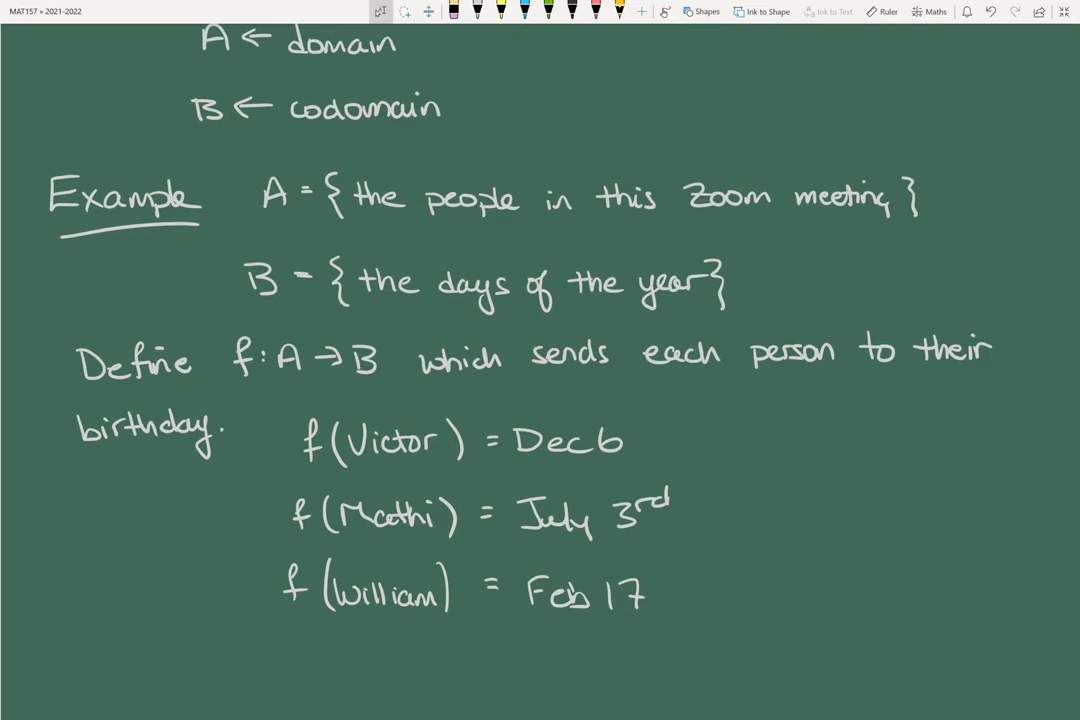 MAT157 » 2021-2022
Shapes Ink to Shape Ink to Text Ruler Maths
A ← domain
B ← codomain
Example A = { the people in this Zoom meeting }
B = { the days of the year }
Define f: A → B which sends each person to their
birthday.
f(Victor) = Dec 6
f(Mathi) = July 3rd
f(William) = Feb 17